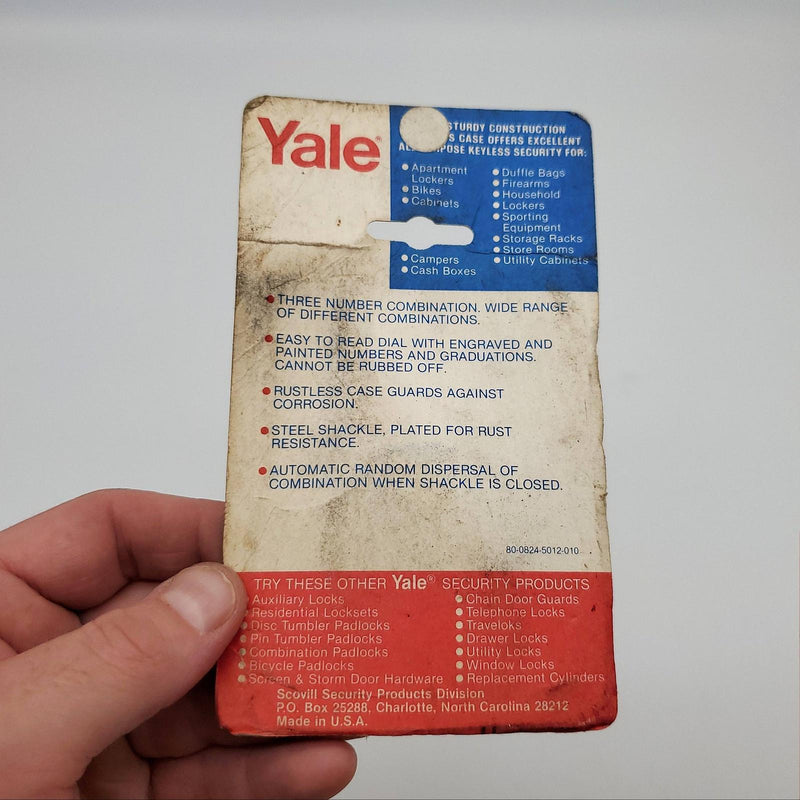 Yale®
STURDY CONSTRUCTION
CASE OFFERS EXCELLENT
KEYLESS SECURITY FOR:
• Apartment
Lockers
• Bikes
• Cabinets
• Campers
• Cash Boxes
• Duffle Bags
• Firearms
• Household
• Lockers
• Sporting
Equipment
• Storage Racks
• Store Rooms
• Utility Cabinets
• THREE NUMBER COMBINATION. WIDE RANGE
OF DIFFERENT COMBINATIONS.
• EASY TO READ DIAL WITH ENGRAVED AND
PAINTED NUMBERS AND GRADUATIONS.
CANNOT BE RUBBED OFF.
• RUSTLESS CASE GUARDS AGAINST
CORROSION.
• STEEL SHACKLE, PLATED FOR RUST
RESISTANCE.
• AUTOMATIC RANDOM DISPERSAL OF
COMBINATION WHEN SHACKLE IS CLOSED.
80-0824-5012-010
TRY THESE OTHER Yale® SECURITY PRODUCTS
Auxiliary Locks
• Residential Locksets
• Disc Tumbler Padlocks
• Pin Tumbler Padlocks
• Combination Padlocks
• Bicycle Padlocks
• Screen & Storm Door Hardware
• Chain Door Guards
• Telephone Locks
• Traveloks
• Drawer Locks
• Utility Locks
• Window Locks
• Replacement Cylinders
Scovill Security Products Division
P.O. Box 25288, Charlotte, North Carolina 28212
Made in U.S.A.